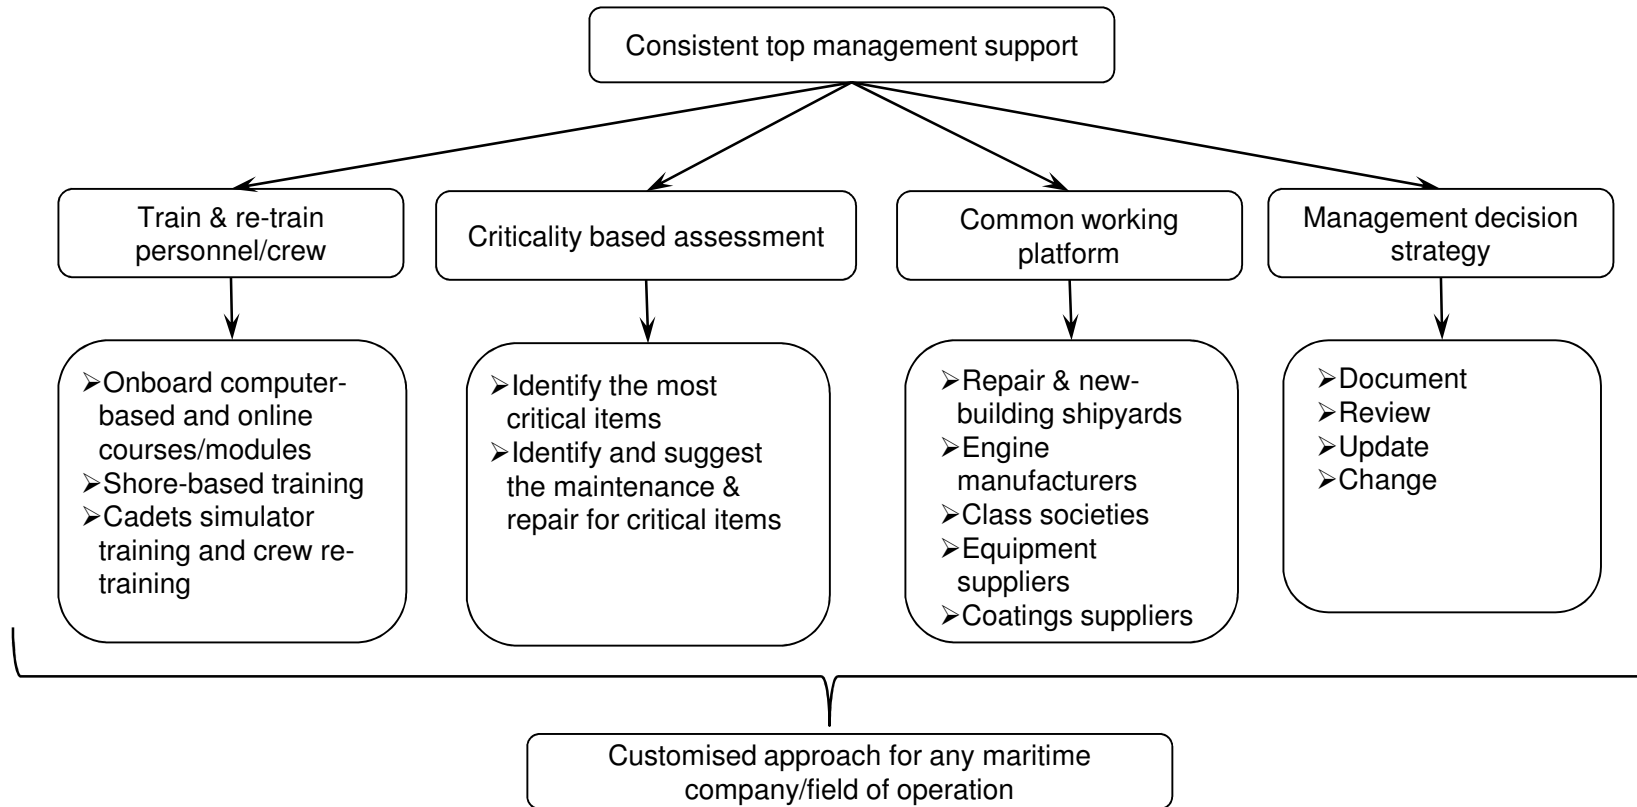 Consistent top management support
Train & re-train
personnel/crew
Criticality based assessment
Common working
platform
Management decision
strategy
➢Onboard computer-
based and online
courses/modules
➢Shore-based training
➢Cadets simulator
training and crew re-
training
➢Identify the most
critical items
➢Identify and suggest
the maintenance &
repair for critical items
➢Repair & new-
building shipyards
➢Engine
manufacturers
➢Class societies
➢Equipment
suppliers
➢Coatings suppliers
➢Document
➢Review
➢Update
➢Change
Customised approach for any maritime
company/field of operation